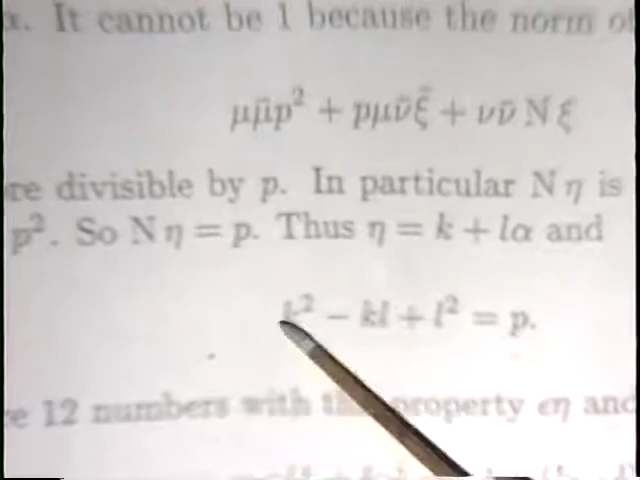 It cannot be 1 because the norm of
μμ̄p² + pμν̄ξ̄ + νν̄ N ξ
re divisible by p. In particular N η is
p². So N η = p. Thus η = k + lα and
k² − kl + l² = p.
e 12 numbers with the property εη and